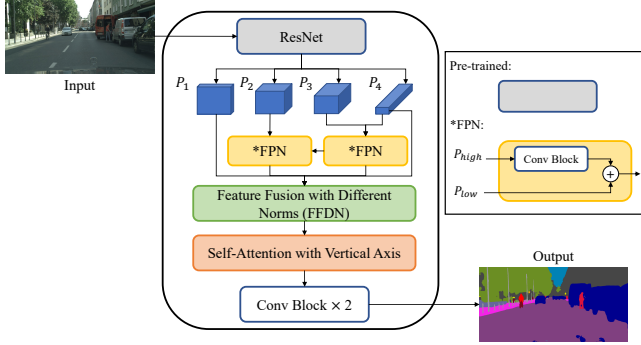 ResNet
Input
P1 P2 P3 P4
*FPN *FPN
Feature Fusion with Different
Norms (FFDN)
Self-Attention with Vertical Axis
Conv Block × 2
Pre-trained:
*FPN:
Phigh Conv Block
+
Plow
Output